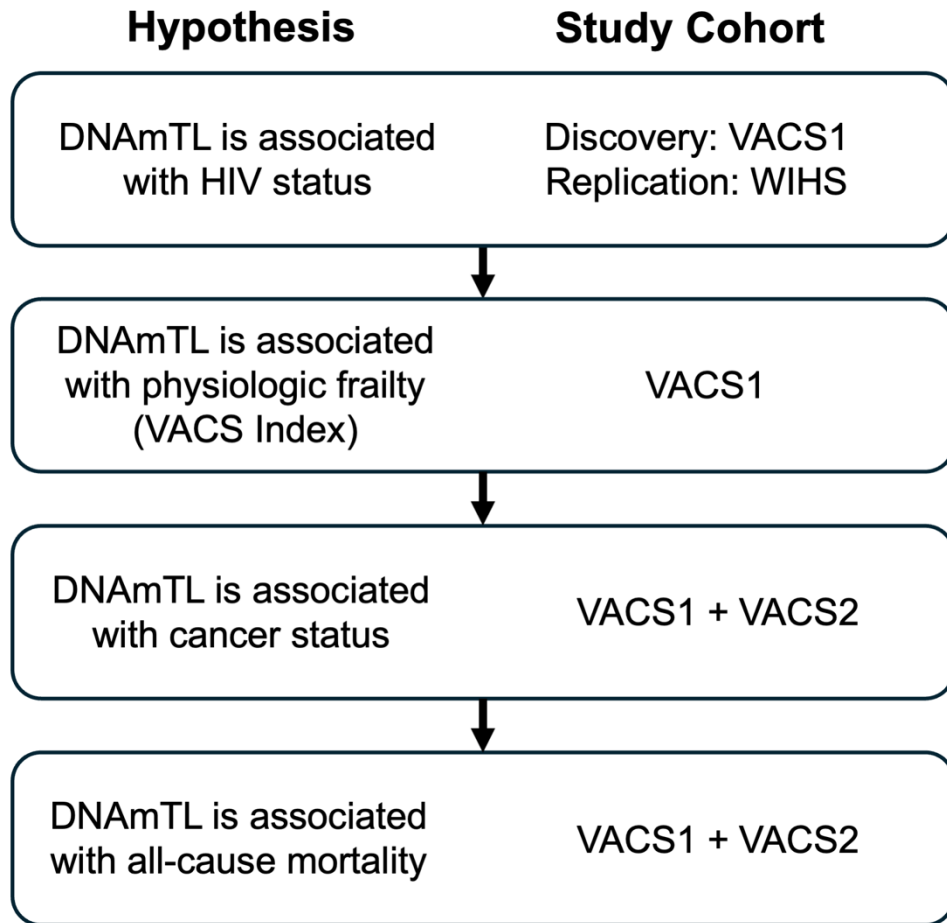 Hypothesis
Study Cohort
DNAmTL is associated
with HIV status
Discovery: VACS1
Replication: WIHS
DNAmTL is associated
with physiologic frailty
(VACS Index)
VACS1
DNAmTL is associated
with cancer status
VACS1 + VACS2
DNAmTL is associated
with all-cause mortality
VACS1 + VACS2